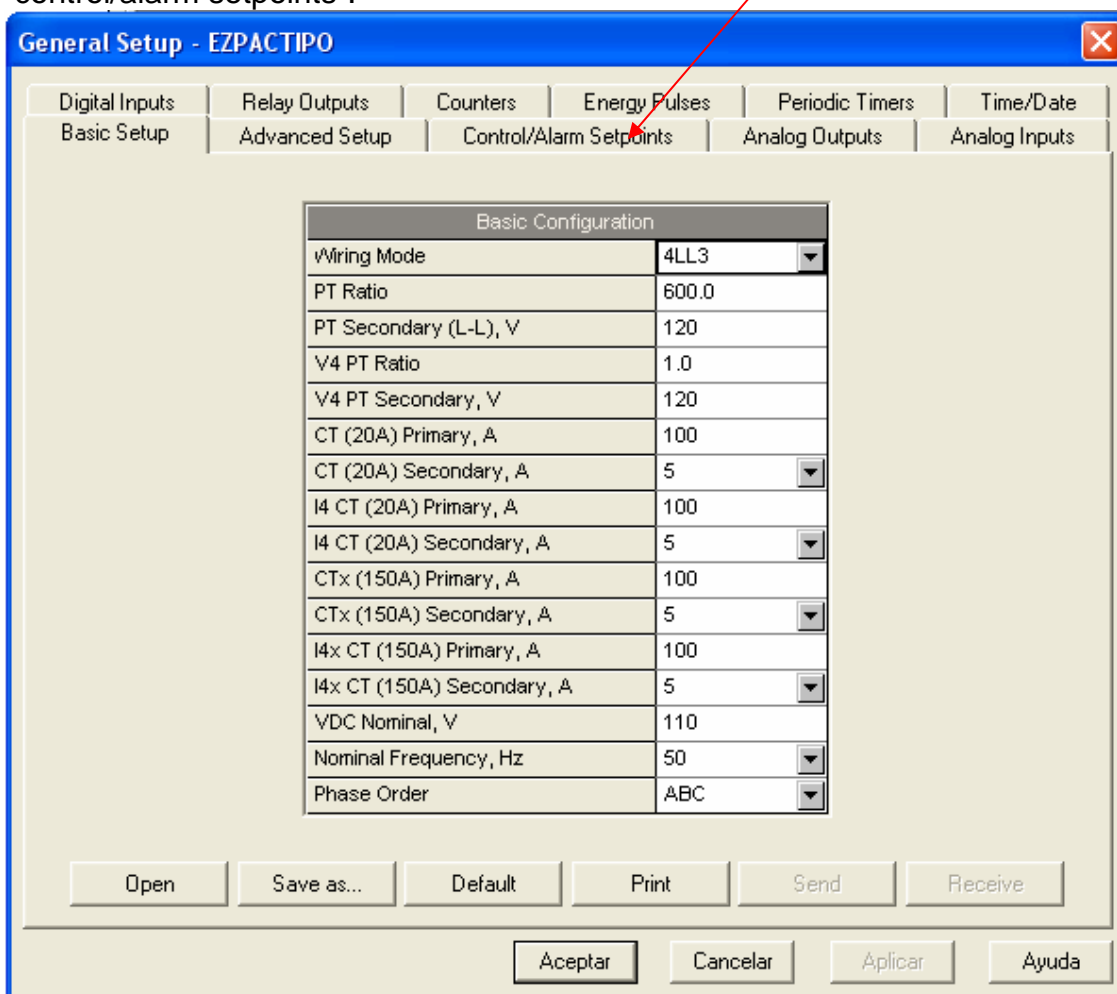 control/alarm setpoints .
General Setup - EZPACTIPO
Digital Inputs Relay Outputs Counters Energy Pulses Periodic Timers Time/Date
Basic Setup Advanced Setup Control/Alarm Setpoints Analog Outputs Analog Inputs
Basic Configuration
Wiring Mode 4LL3
PT Ratio 600.0
PT Secondary (L-L), V 120
V4 PT Ratio 1.0
V4 PT Secondary, V 120
CT (20A) Primary, A 100
CT (20A) Secondary, A 5
I4 CT (20A) Primary, A 100
I4 CT (20A) Secondary, A 5
CTx (150A) Primary, A 100
CTx (150A) Secondary, A 5
I4x CT (150A) Primary, A 100
I4x CT (150A) Secondary, A 5
VDC Nominal, V 110
Nominal Frequency, Hz 50
Phase Order ABC
Open Save as... Default Print Send Receive
Aceptar Cancelar Aplicar Ayuda